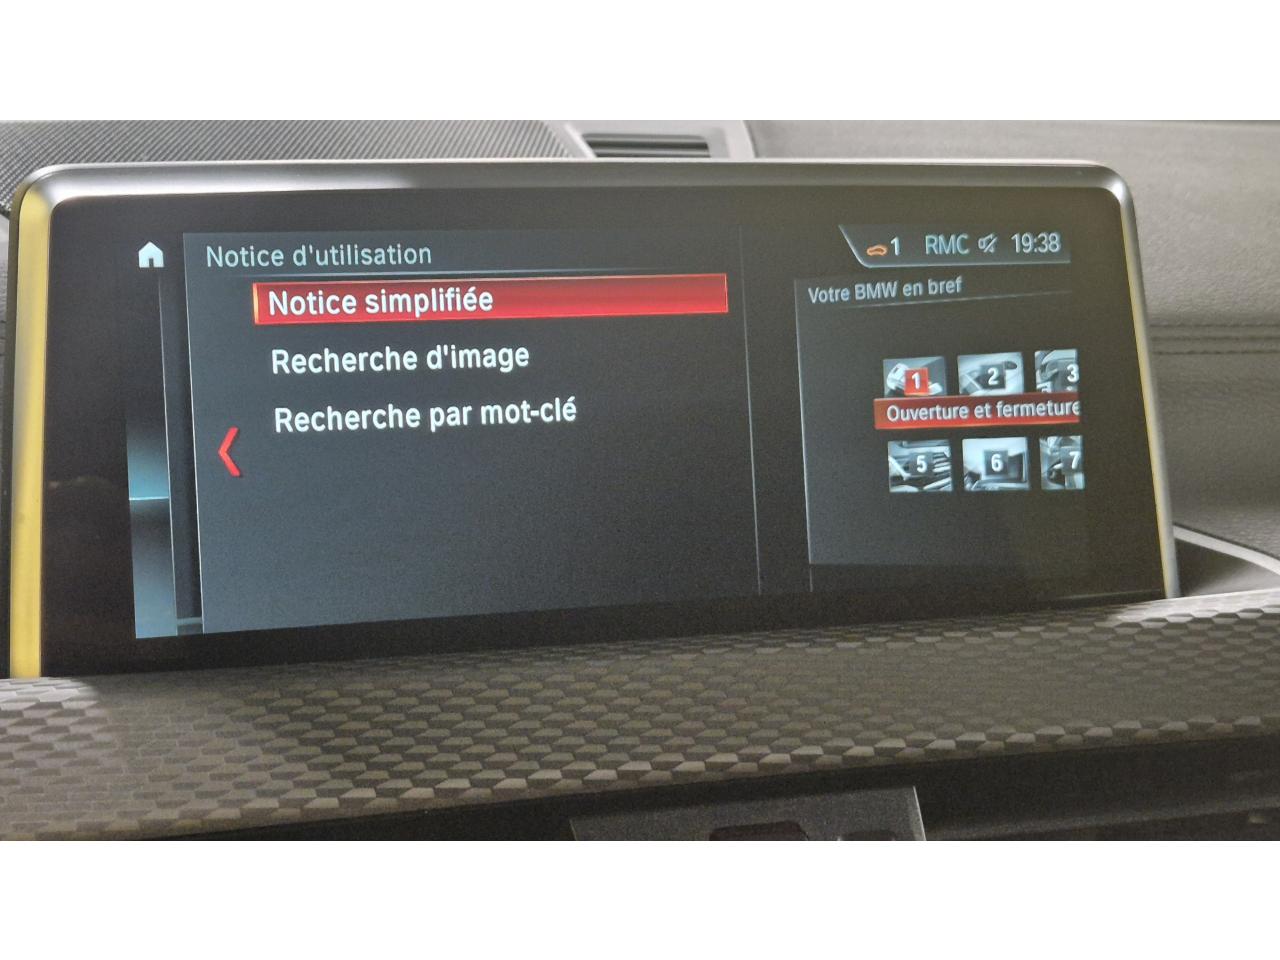 Notice d'utilisation
1 RMC 19:38
Notice simplifiée
Recherche d'image
Recherche par mot-clé
Votre BMW en bref
1 2 3
Ouverture et fermeture
5 6 7